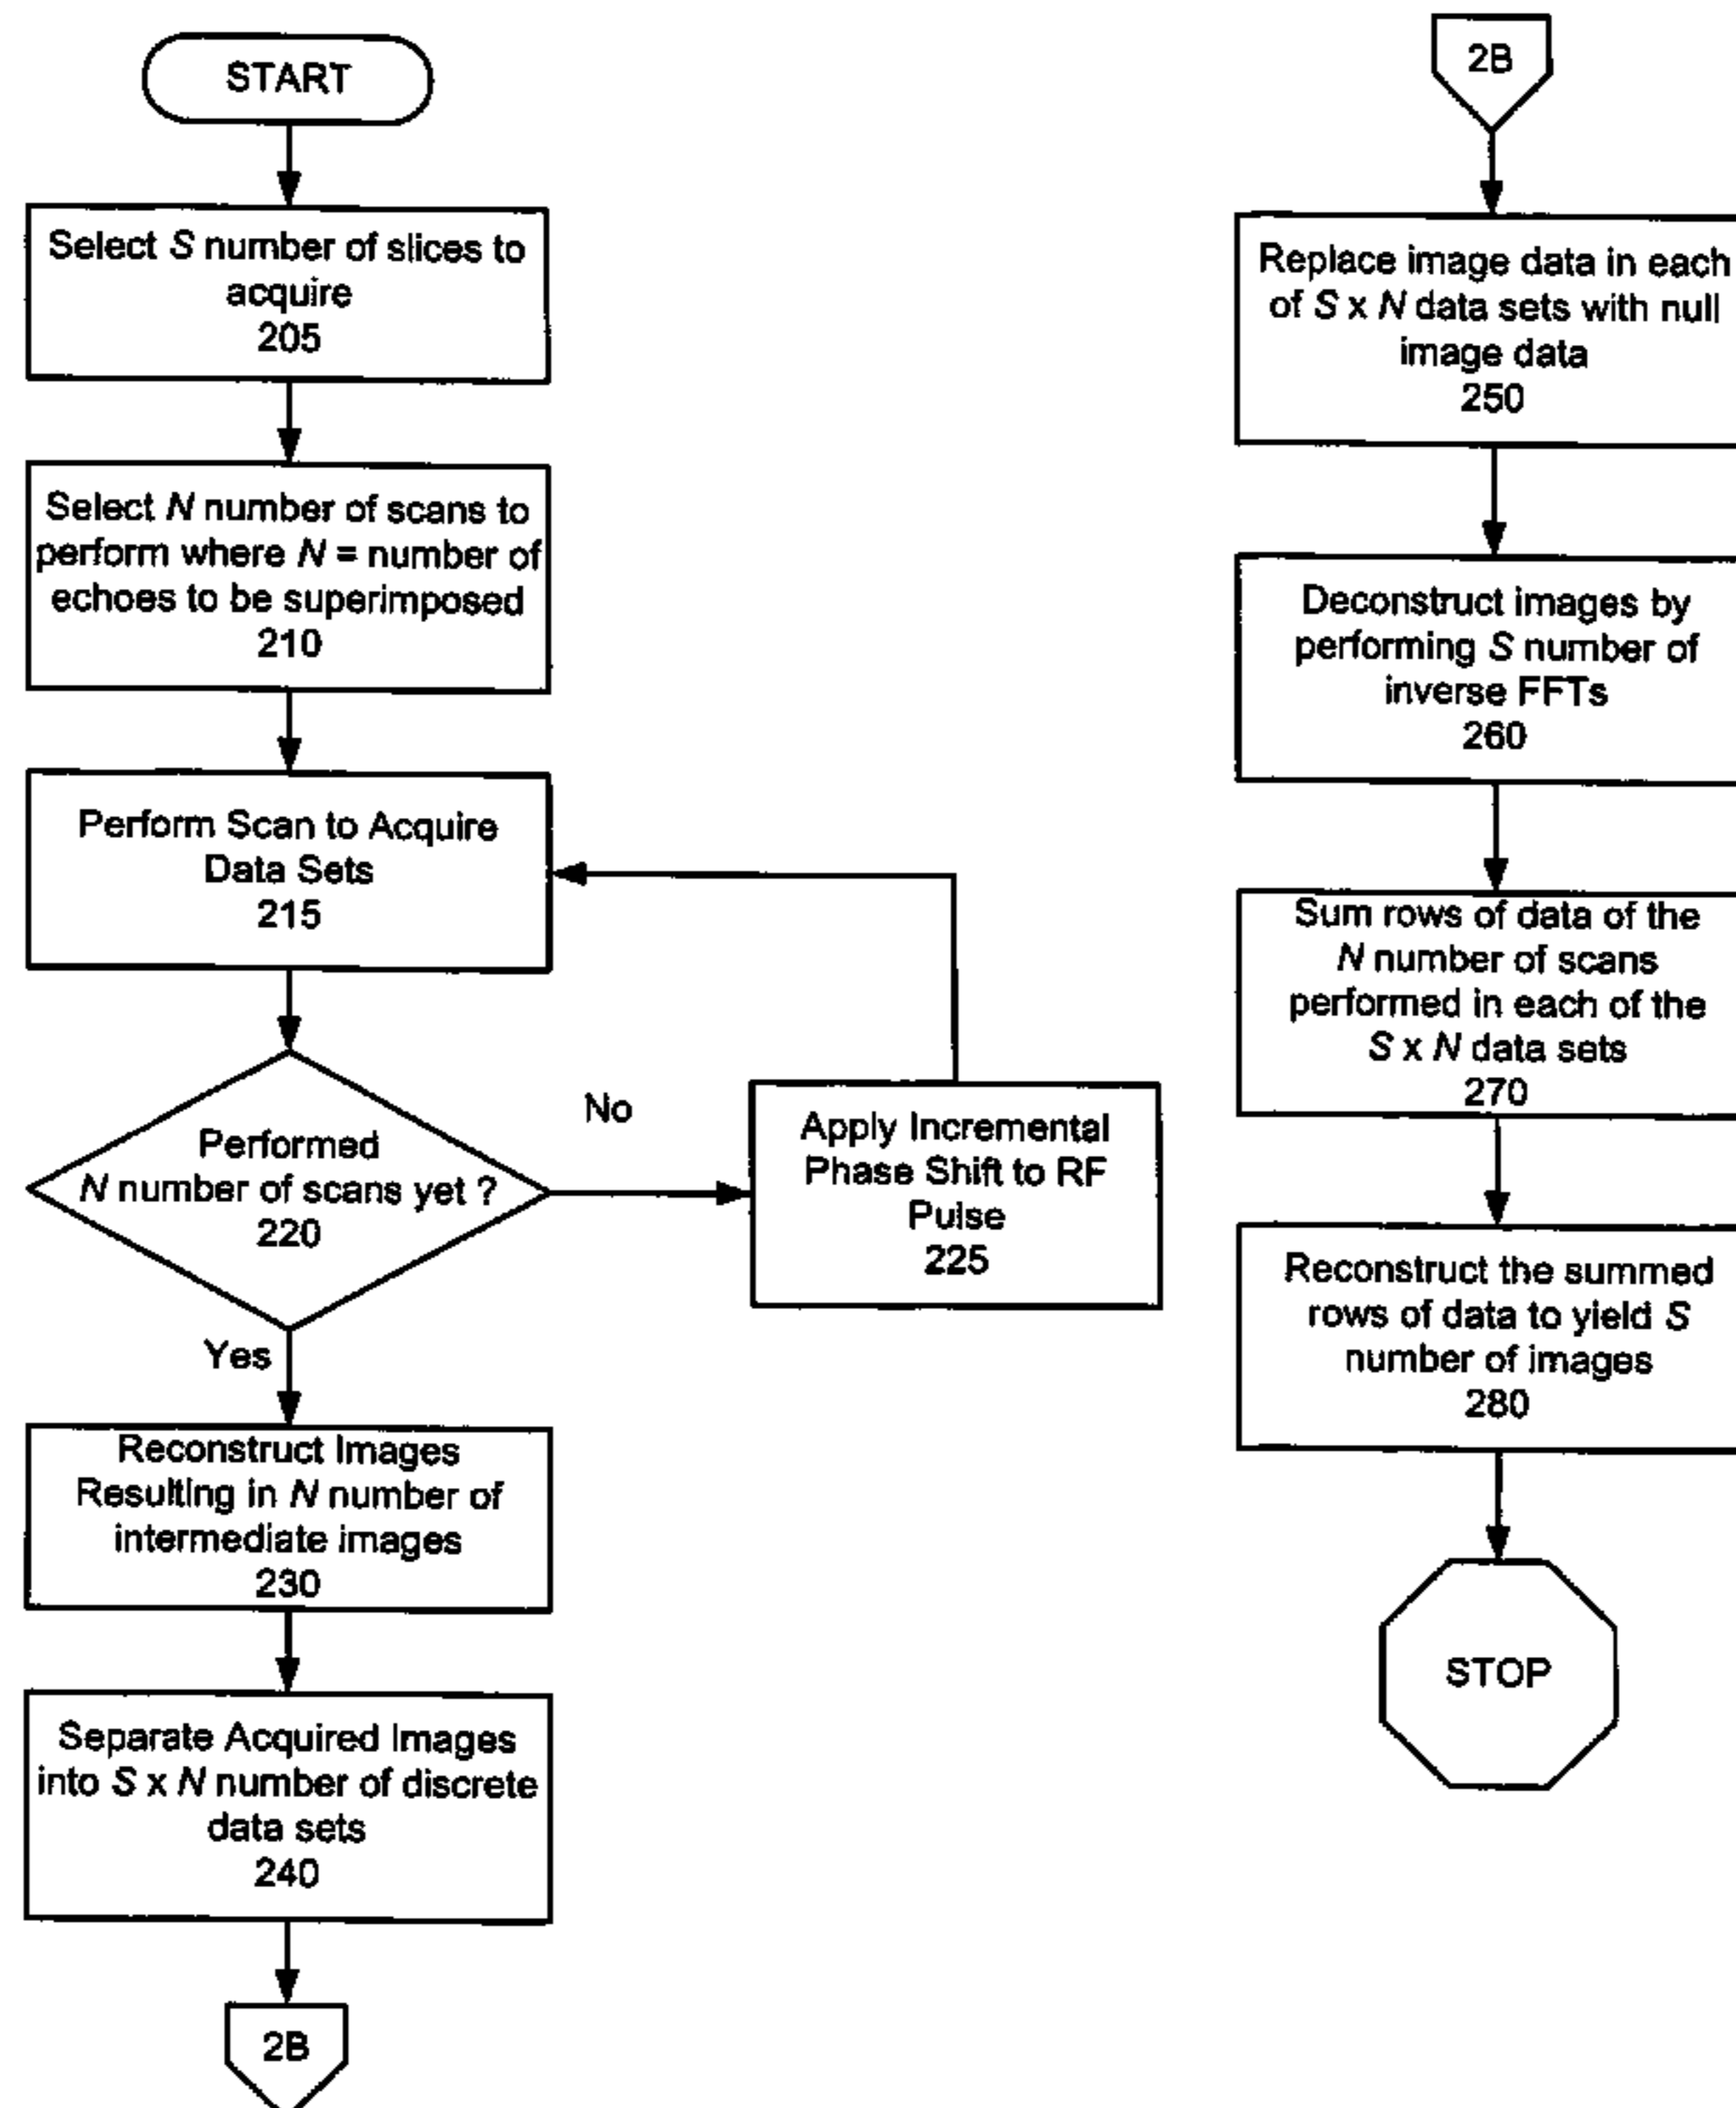 START
Select S number of slices to
acquire
205
Select N number of scans to
perform where N = number of
echoes to be superimposed
210
Perform Scan to Acquire
Data Sets
215
Performed
N number of scans yet ?
220
No
Apply Incremental
Phase Shift to RF
Pulse
225
Yes
Reconstruct Images
Resulting in N number of
intermediate images
230
Separate Acquired Images
into S x N number of discrete
data sets
240
2B
2B
Replace image data in each
of S x N data sets with null
image data
250
Deconstruct images by
performing S number of
inverse FFTs
260
Sum rows of data of the
N number of scans
performed in each of the
S x N data sets
270
Reconstruct the summed
rows of data to yield S
number of images
280
STOP